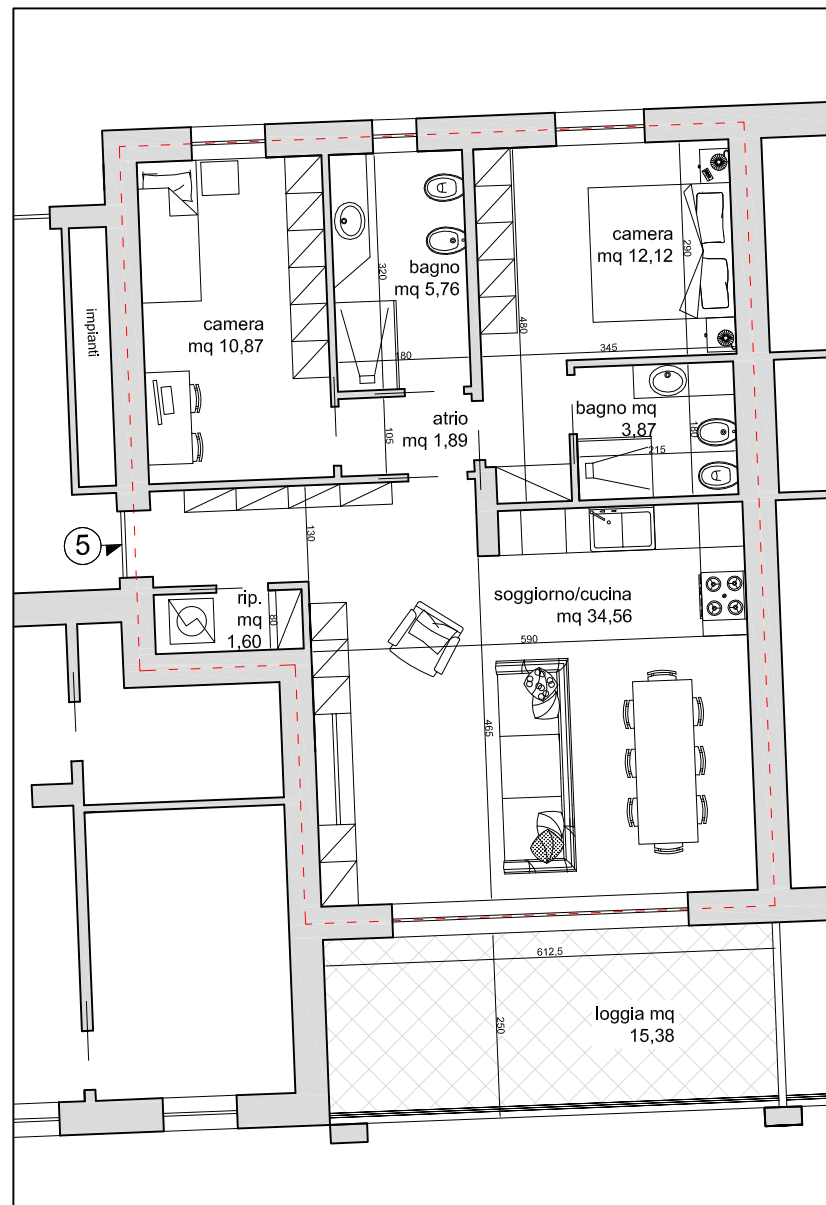 camera
mq 10,87
bagno
mq 5,76
320
180
camera
mq 12,12
290
480
345
impianti
atrio
mq 1,89
105
bagno mq
3,87
180
215
5
130
rip.
mq
1,60
80
soggiorno/cucina
mq 34,56
590
465
612,5
250
loggia mq
15,38